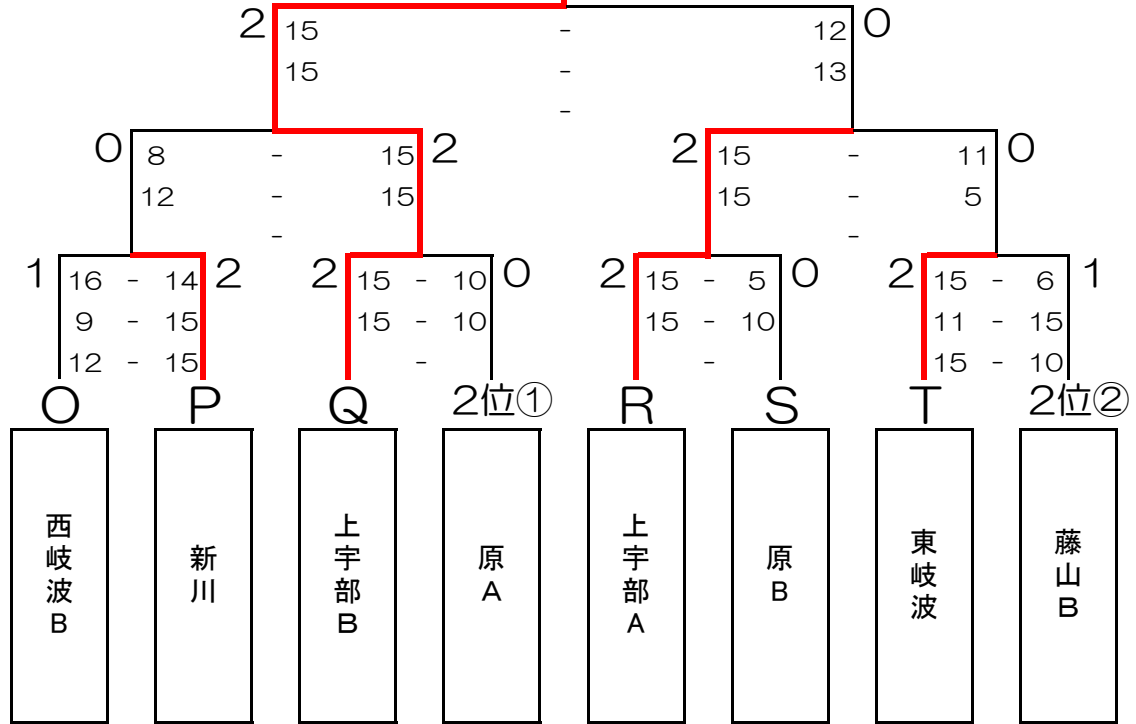 2 15 - 12 0
15 - 13
-
0 8 - 15 2 2 15 - 11 0
12 - 15 15 - 5
- -
1 16 - 14 2 2 15 - 10 0 2 15 - 5 0 2 15 - 6 1
9 - 15 15 - 10 15 - 10 11 - 15
12 - 15 - - 15 - 10
O P Q 2位① R S T 2位②
西岐波B
新川
上宇部B
原A
上宇部A
原B
東岐波
藤山B